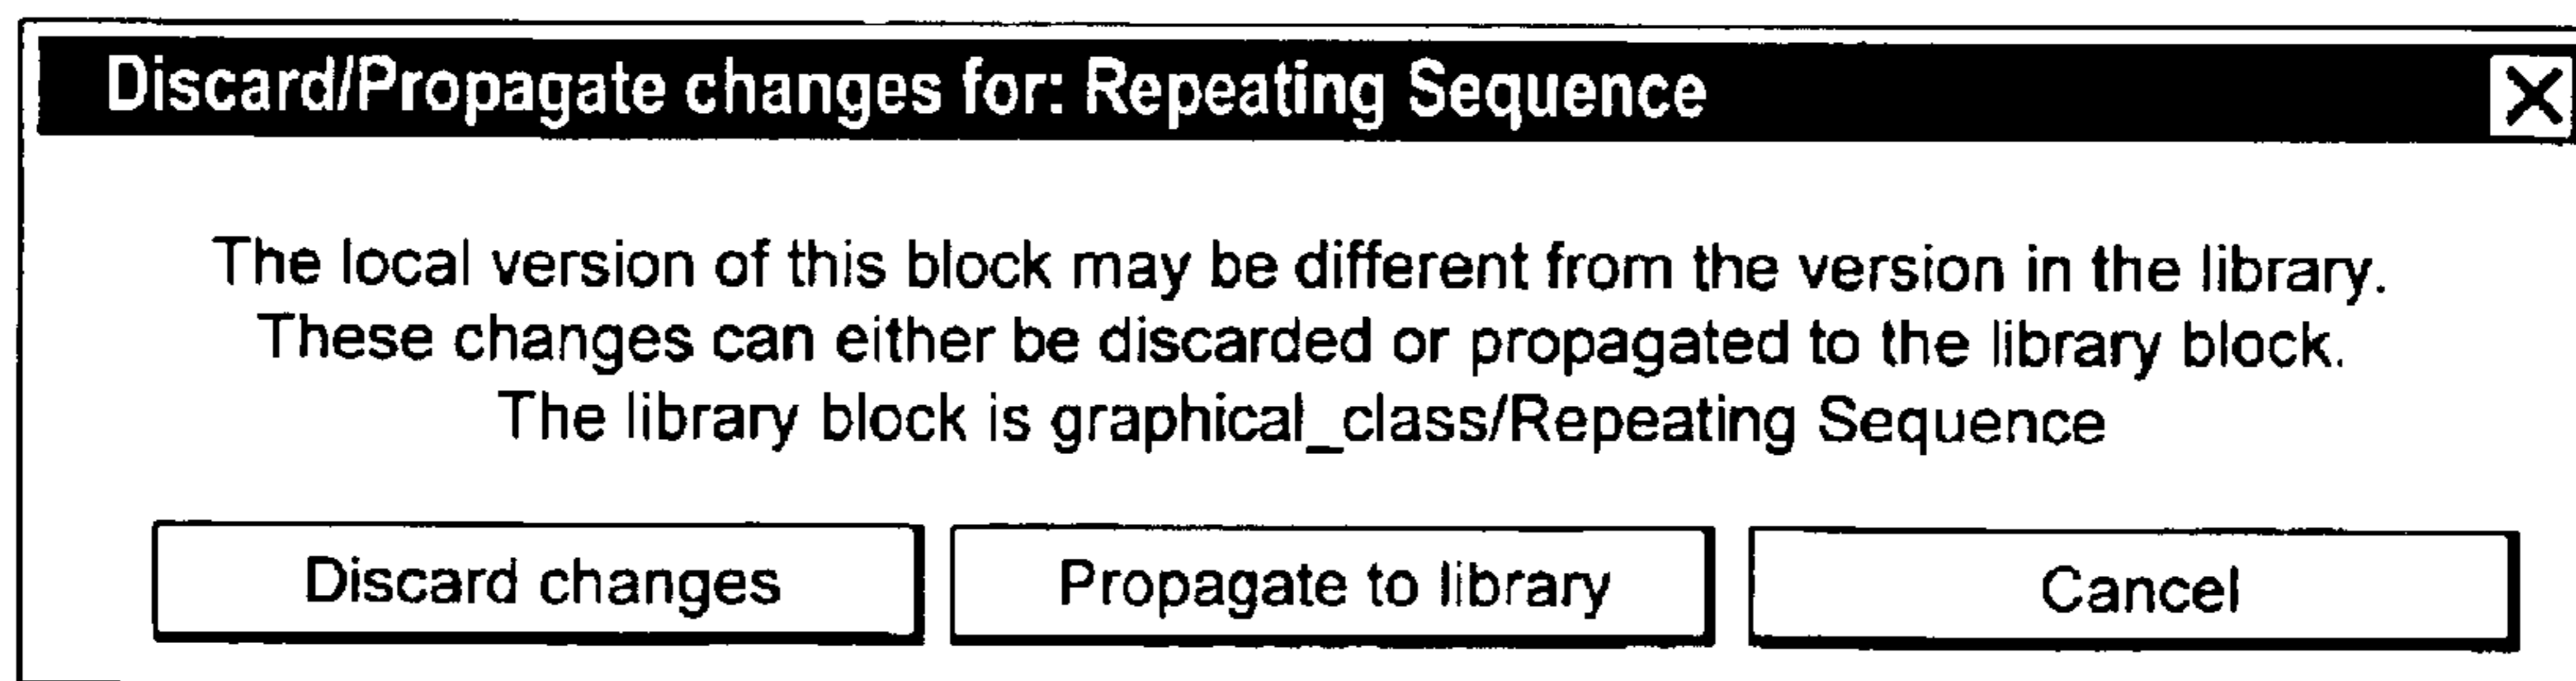 Discard/Propagate changes for: Repeating Sequence
The local version of this block may be different from the version in the library.
These changes can either be discarded or propagated to the library block.
The library block is graphical_class/Repeating Sequence
Discard changes
Propagate to library
Cancel